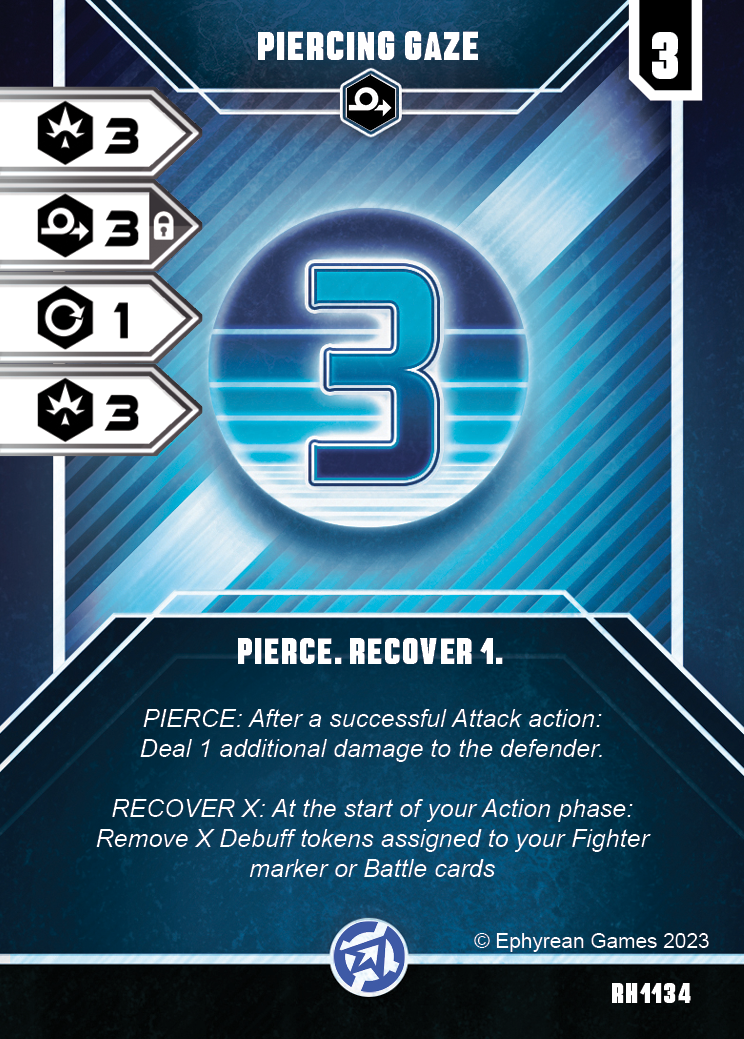 PIERCING GAZE
3
3
3
1
3
3
PIERCE. RECOVER 1.
PIERCE: After a successful Attack action:
Deal 1 additional damage to the defender.
RECOVER X: At the start of your Action phase:
Remove X Debuff tokens assigned to your Fighter
marker or Battle cards
© Ephyrean Games 2023
RH1134